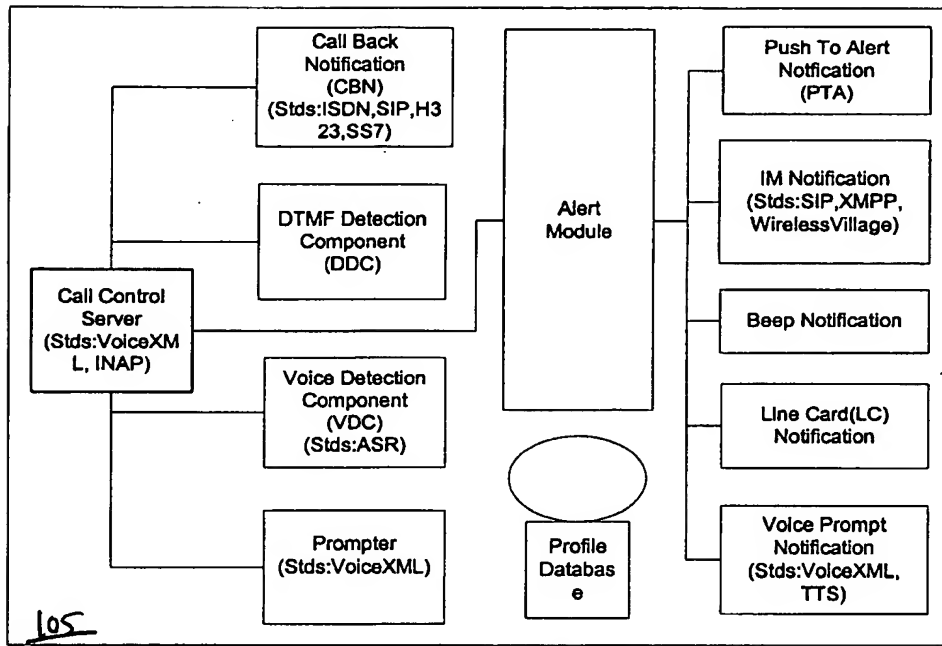 Call Back
Notification
(CBN)
(Stds:ISDN,SIP,H3
23,SS7)
DTMF Detection
Component
(DDC)
Call Control
Server
(Stds:VoiceXM
L, INAP)
Voice Detection
Component
(VDC)
(Stds:ASR)
Prompter
(Stds:VoiceXML)
Alert
Module
Profile
Databas
e
Push To Alert
Notfication
(PTA)
IM Notification
(Stds:SIP,XMPP,
WirelessVillage)
Beep Notification
Line Card(LC)
Notification
Voice Prompt
Notification
(Stds:VoiceXML,
TTS)
105